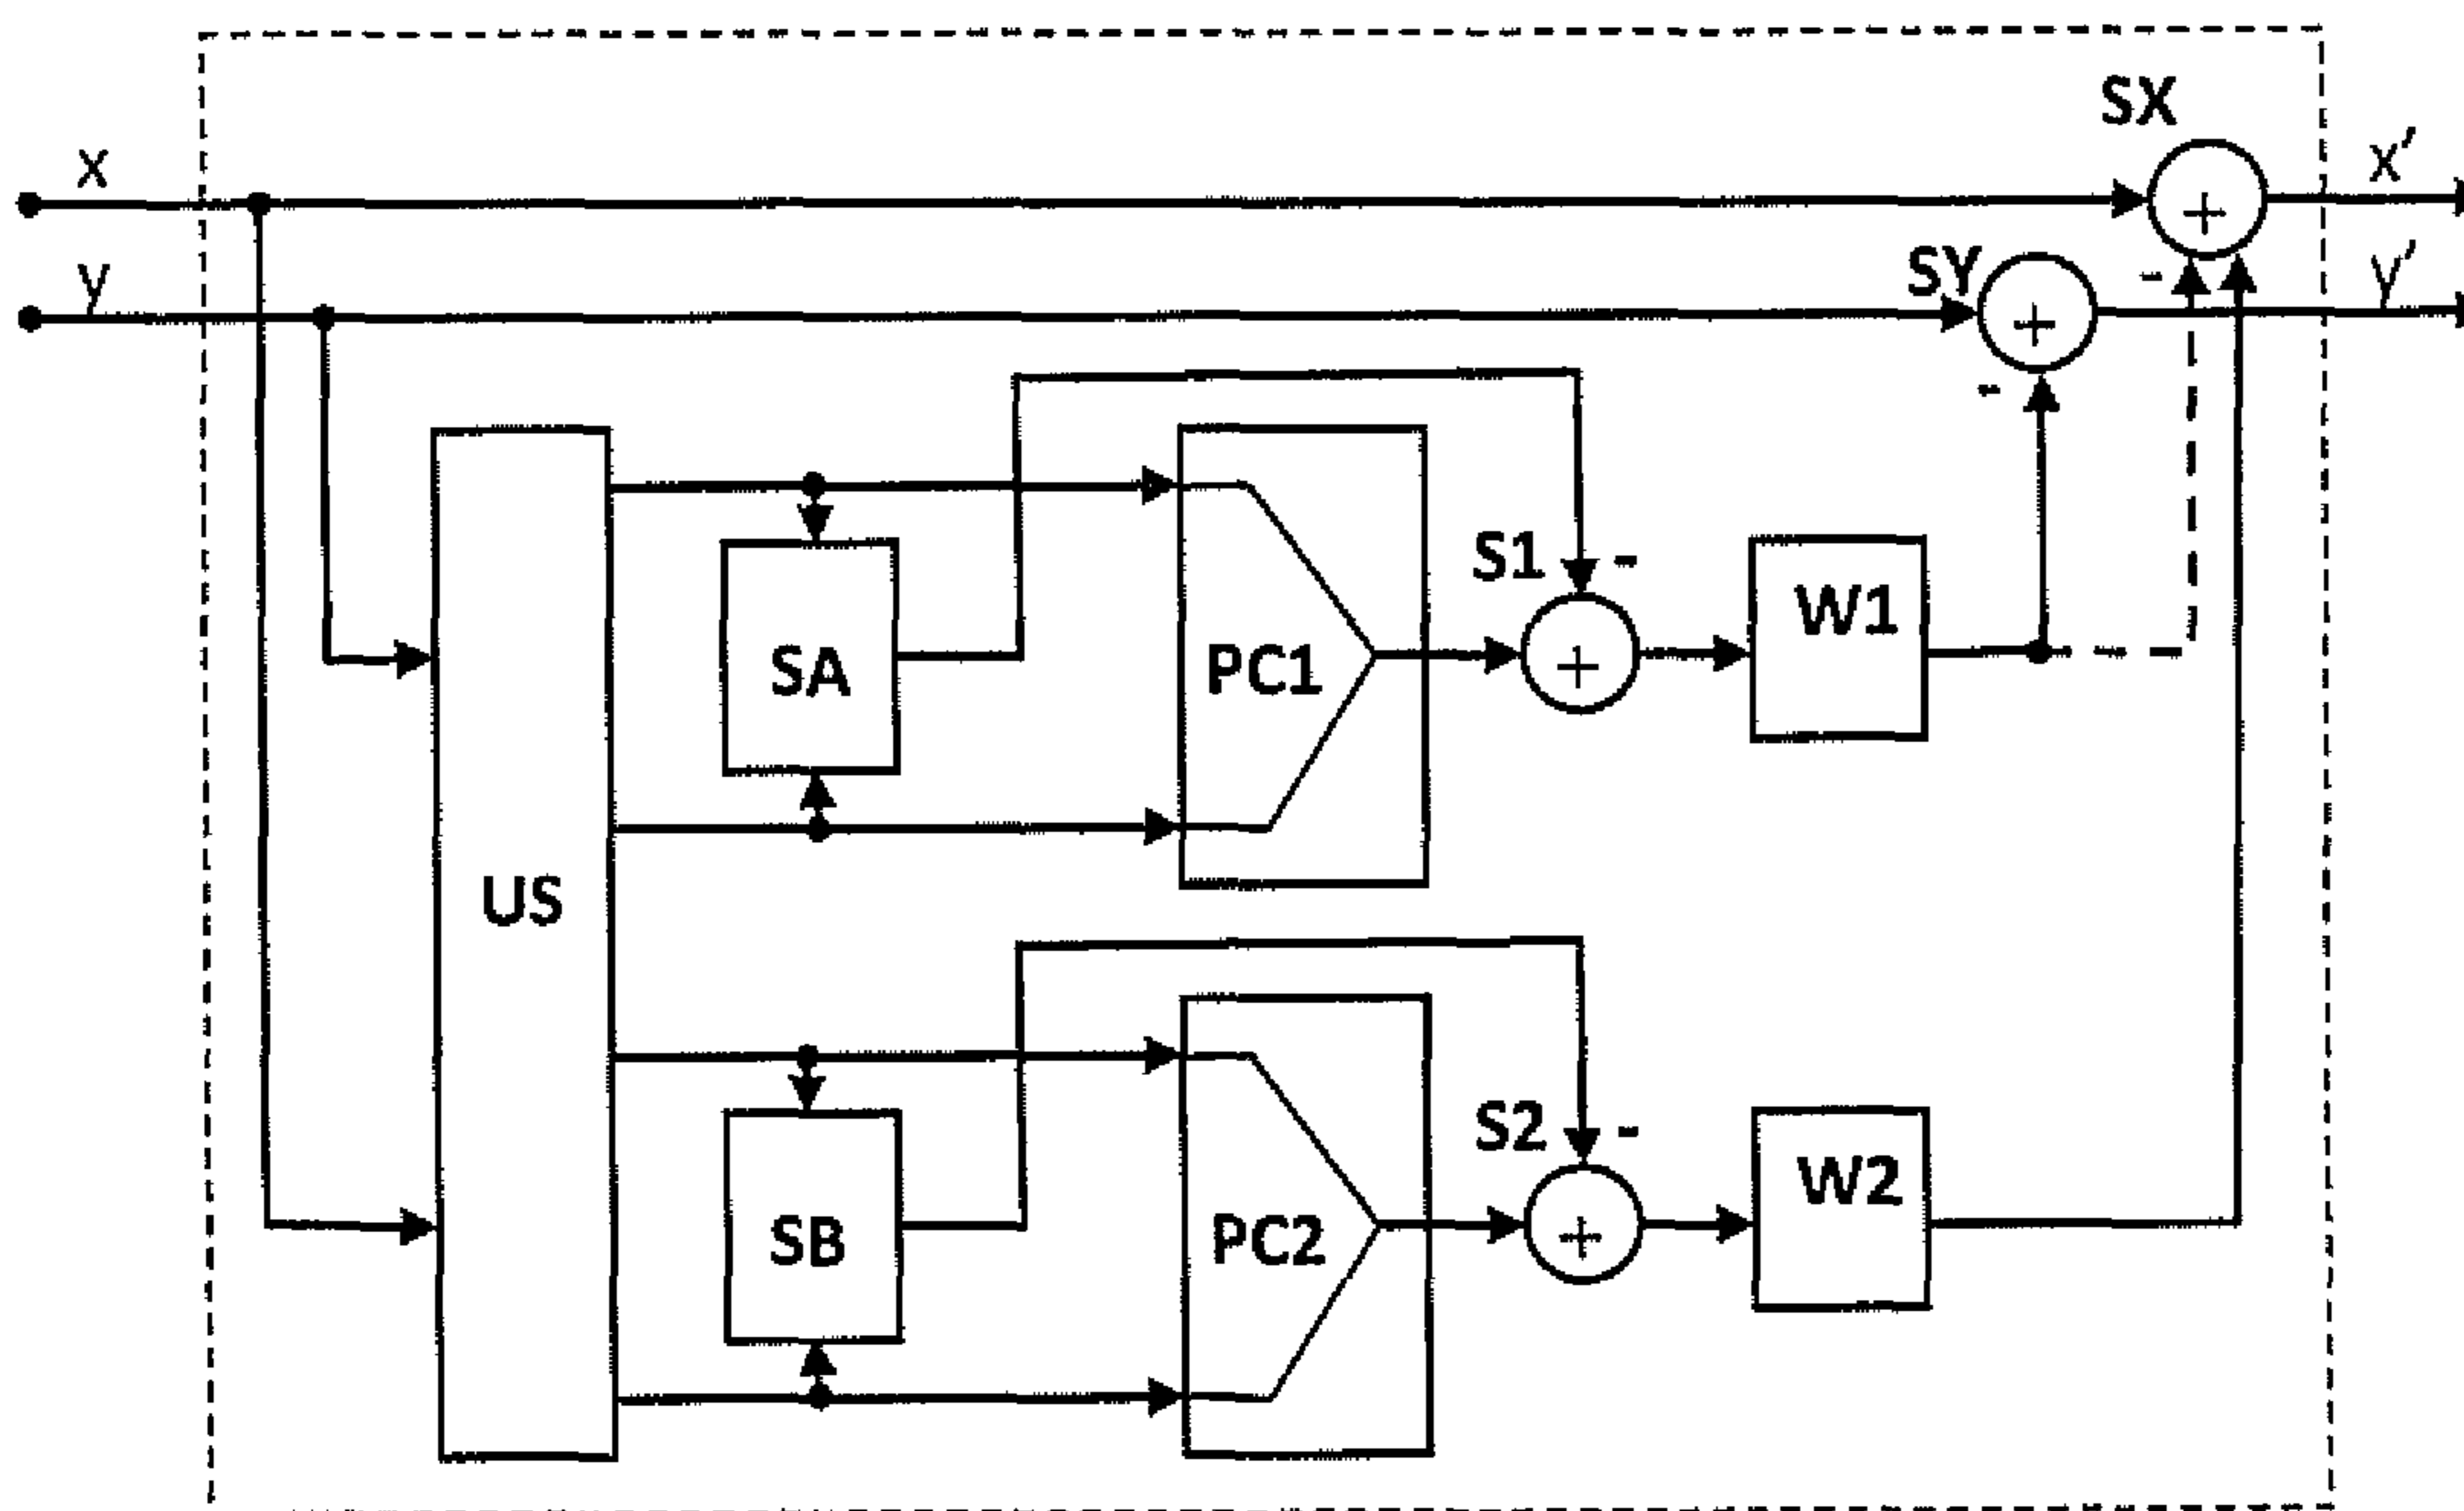 SX
x
x′
+
y
SY
y′
-
+
-
S1
-
W1
SA
PC1
+
US
S2
-
W2
SB
PC2
+